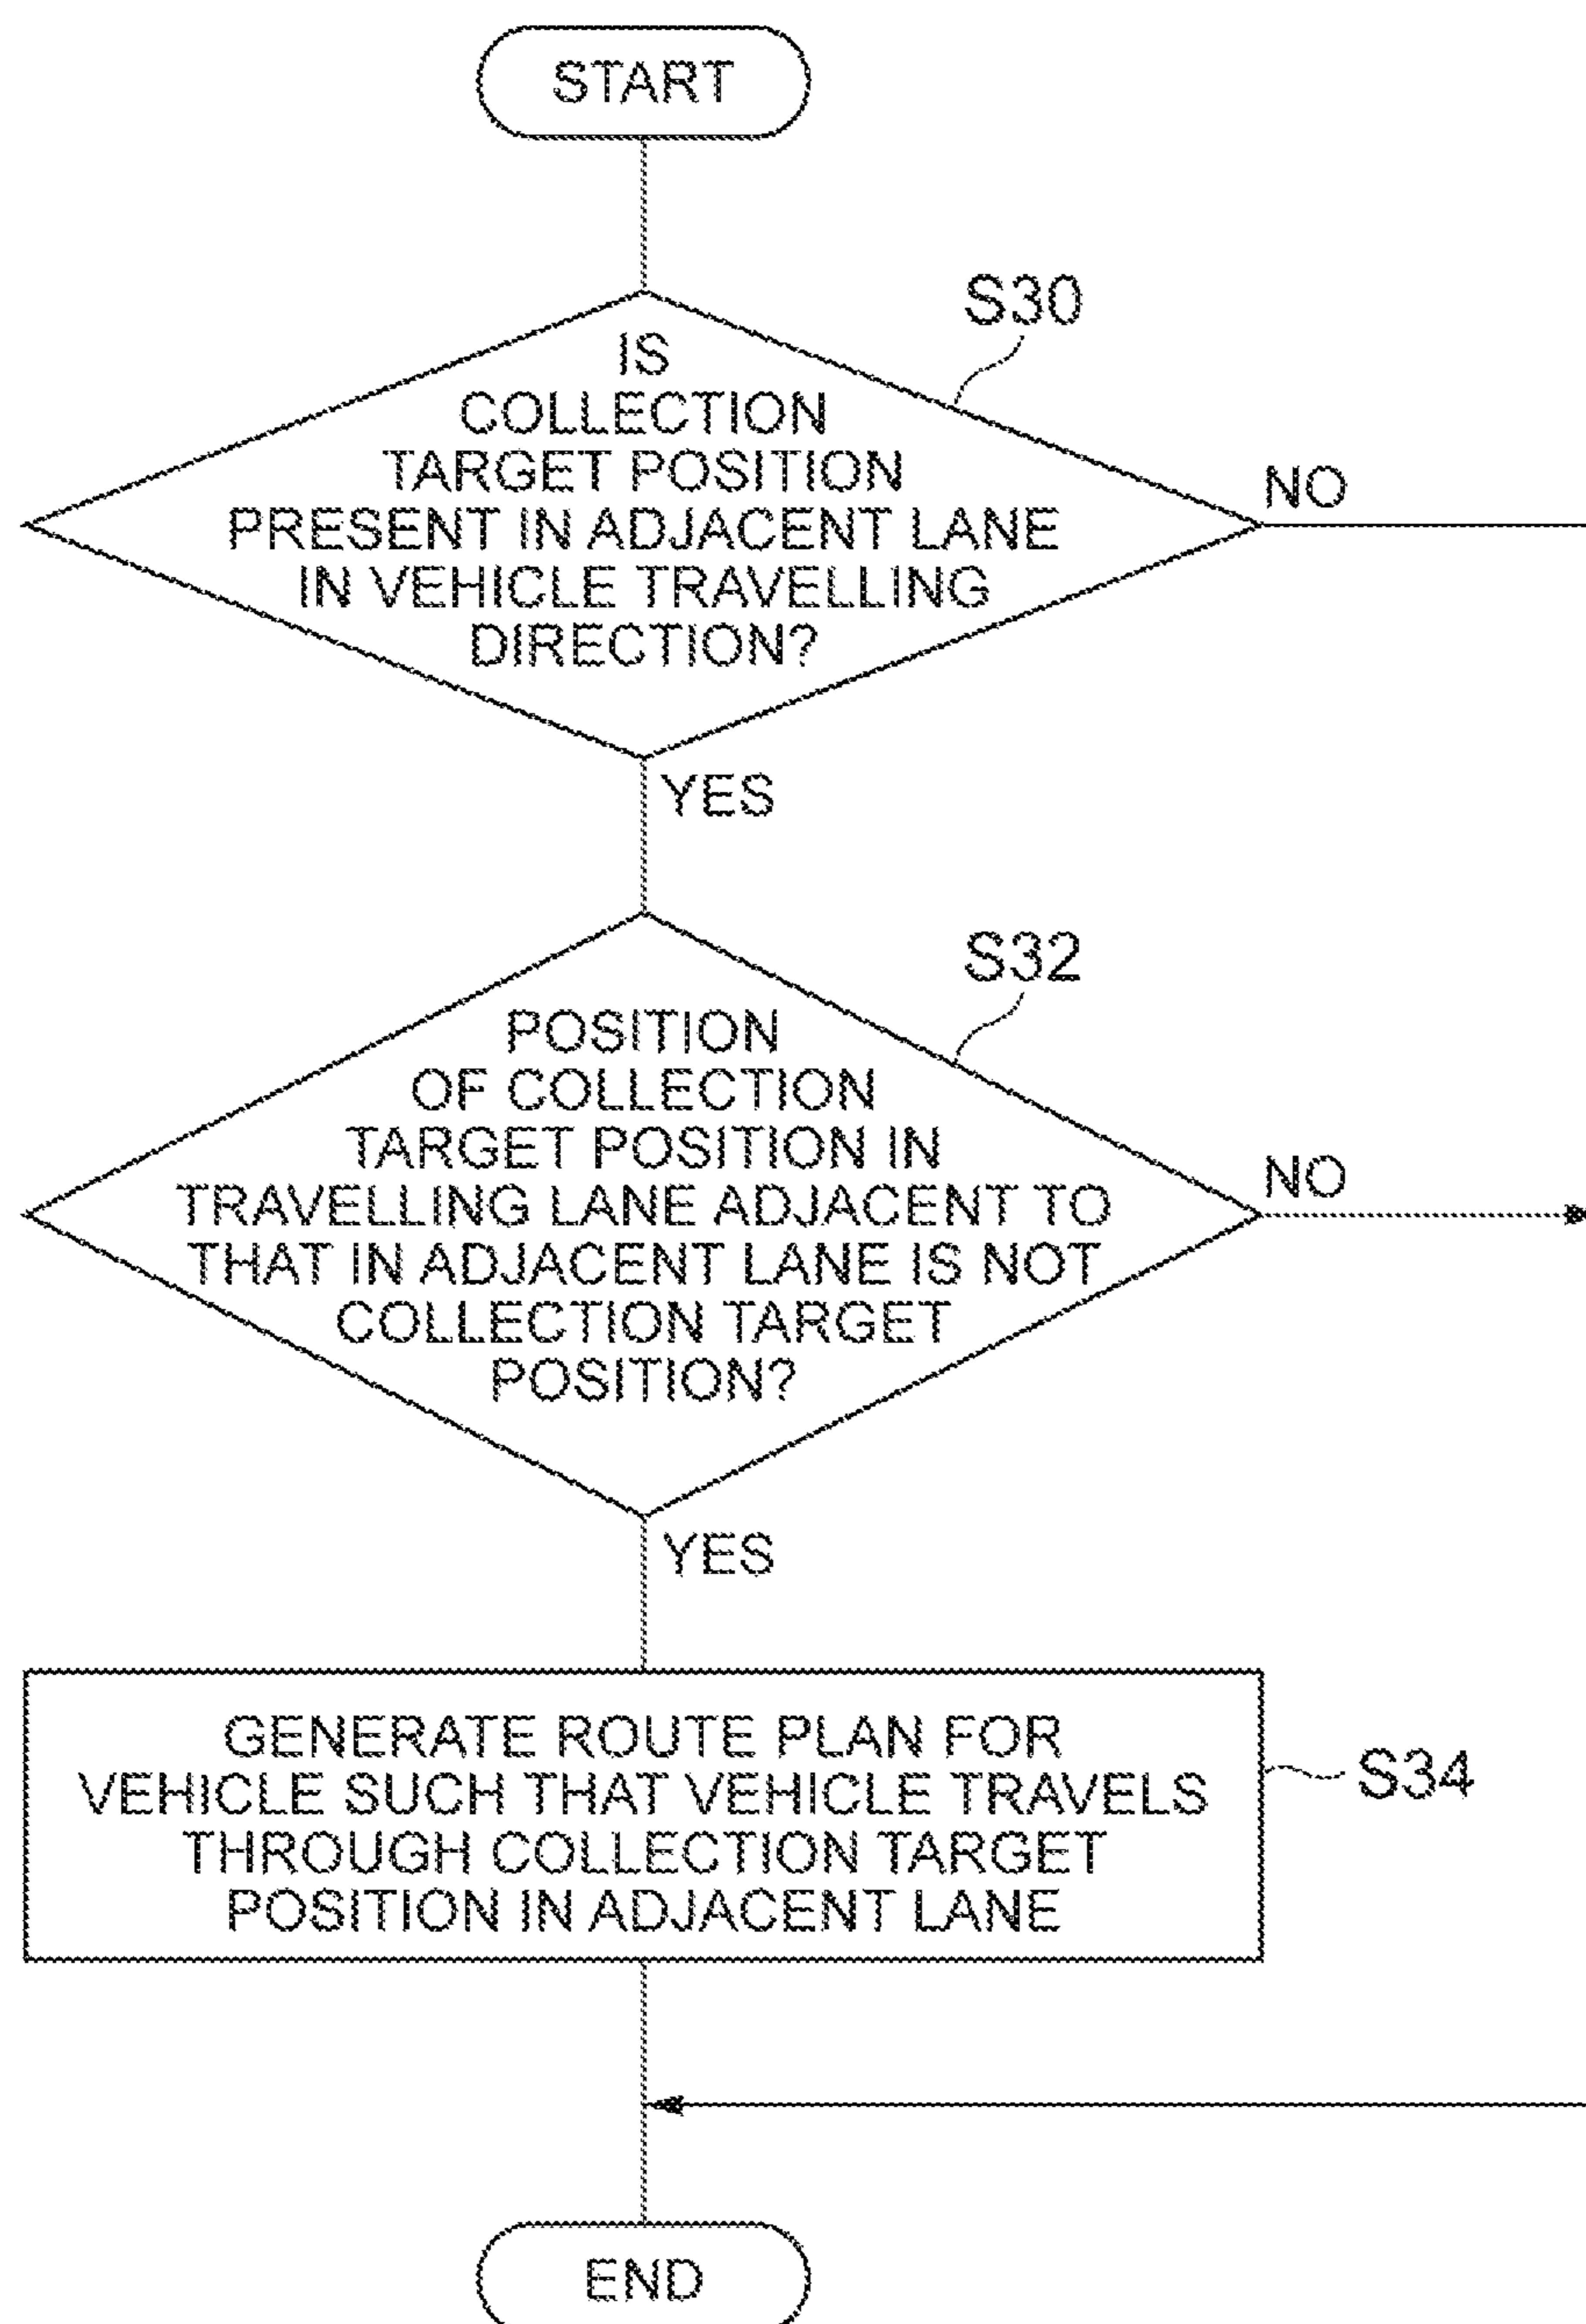 START
S30
IS
COLLECTION
TARGET POSITION
PRESENT IN ADJACENT LANE
IN VEHICLE TRAVELLING
DIRECTION?
NO
YES
S32
POSITION
OF COLLECTION
TARGET POSITION IN
TRAVELLING LANE ADJACENT TO
THAT IN ADJACENT LANE IS NOT
COLLECTION TARGET
POSITION?
NO
YES
GENERATE ROUTE PLAN FOR
VEHICLE SUCH THAT VEHICLE TRAVELS
THROUGH COLLECTION TARGET
POSITION IN ADJACENT LANE
S34
END